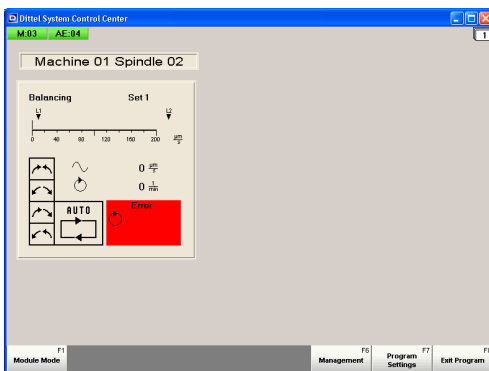 Dittel System Control Center
M:03 AE:04
1
Machine 01 Spindle 02
Balancing Set 1
L1 L2
0 40 80 120 160 200 µm/s
0 µm/s
0 1/min
AUTO Error
F1 F6 F7
Module Mode Management Program Settings Exit Program